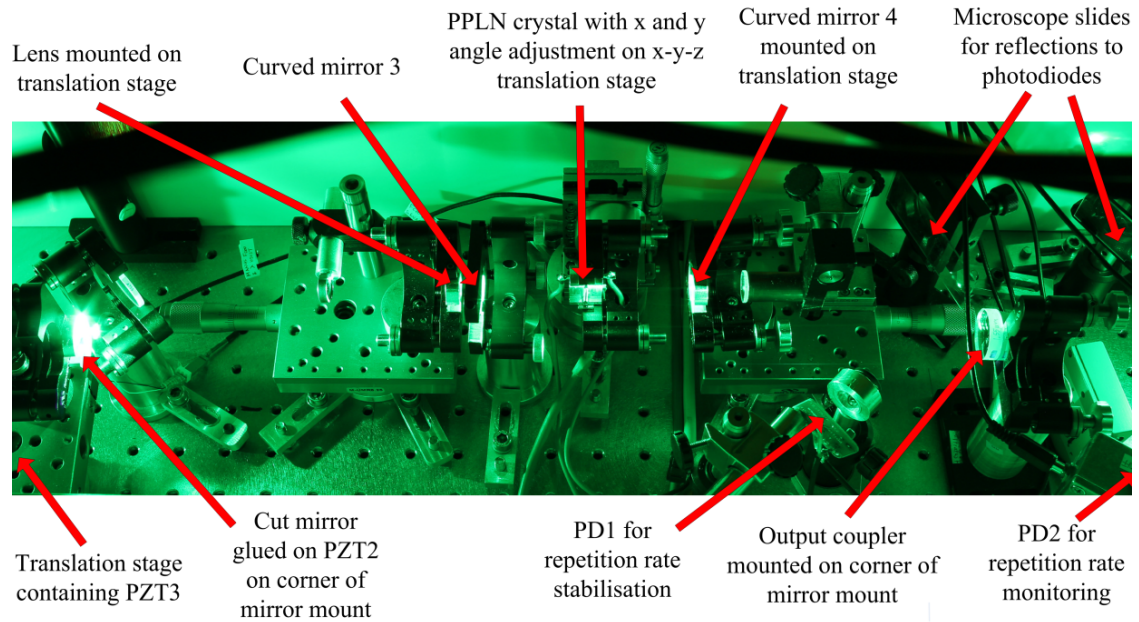 Lens mounted on
translation stage
Curved mirror 3
PPLN crystal with x and y
angle adjustment on x-y-z
translation stage
Curved mirror 4
mounted on
translation stage
Microscope slides
for reflections to
photodiodes
Translation stage
containing PZT3
Cut mirror
glued on PZT2
on corner of
mirror mount
PD1 for
repetition rate
stabilisation
Output coupler
mounted on corner of
mirror mount
PD2 for
repetition rate
monitoring